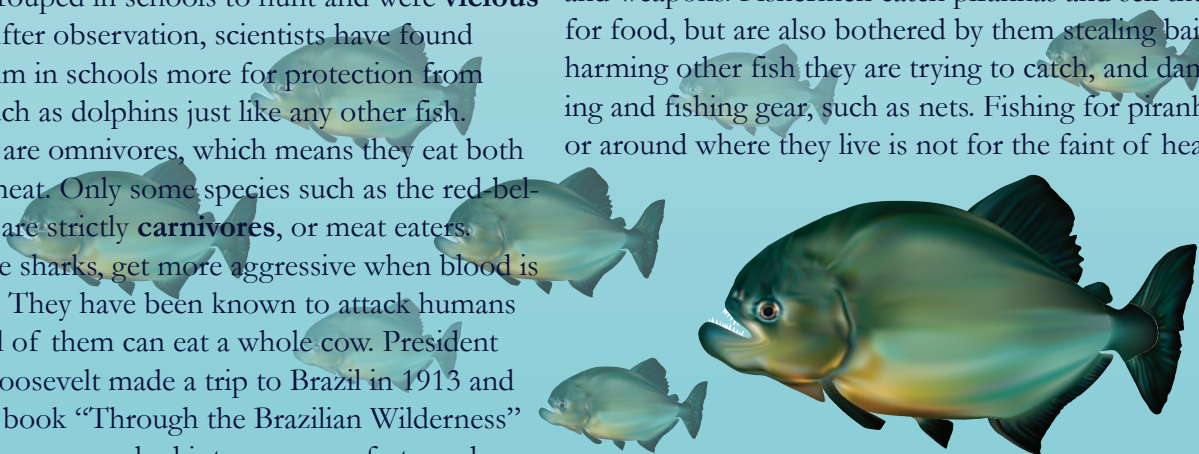 rouped in schools to hunt and were vicious
fter observation, scientists have found
m in schools more for protection from
ch as dolphins just like any other fish.
are omnivores, which means they eat both
neat. Only some species such as the red-bel-
are strictly carnivores, or meat eaters.
e sharks, get more aggressive when blood is
They have been known to attack humans
l of them can eat a whole cow. President
oosevelt made a trip to Brazil in 1913 and
book “Through the Brazilian Wilderness”
and weapons. Fishermen catch piranhas and sell the
for food, but are also bothered by them stealing bai
harming other fish they are trying to catch, and dam
ing and fishing gear, such as nets. Fishing for piranh
or around where they live is not for the faint of hea